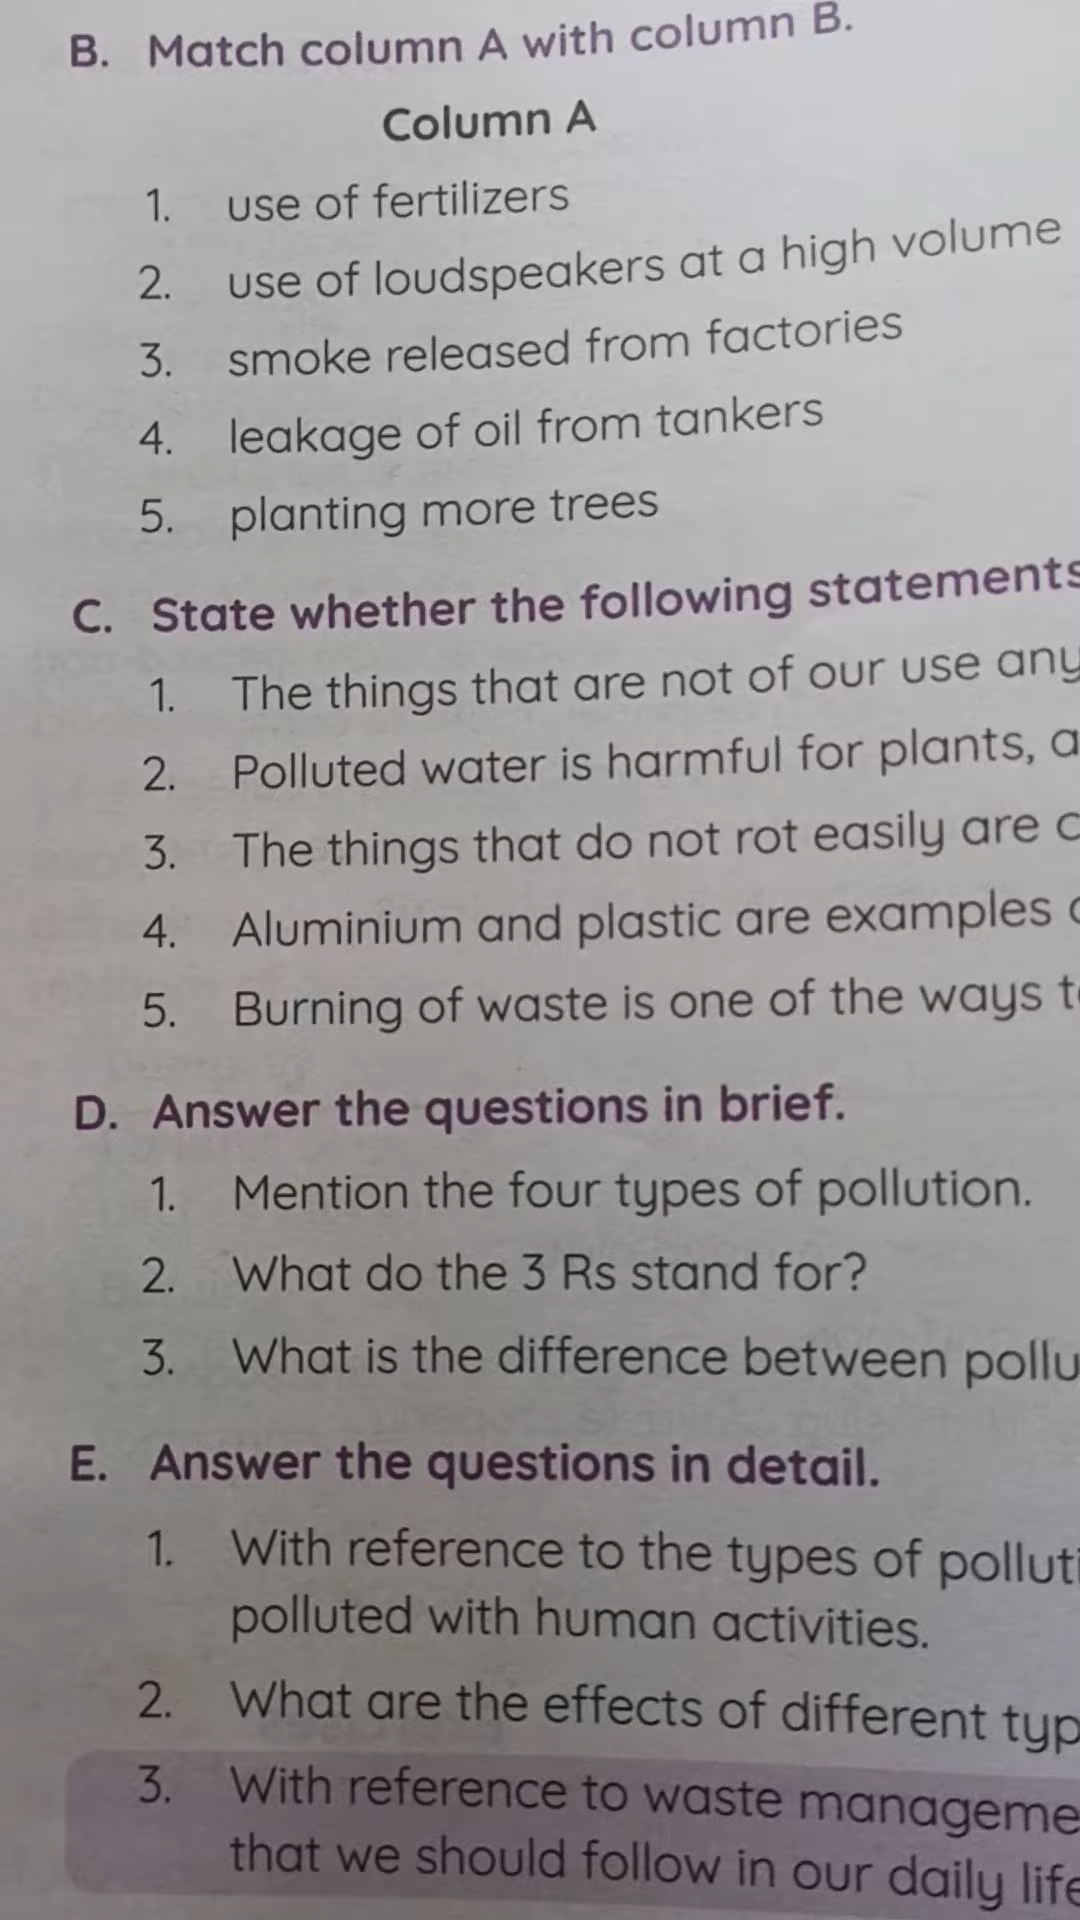 B. Match column A with column B.
Column A
1. use of fertilizers
2. use of loudspeakers at a high volume
3. smoke released from factories
4. leakage of oil from tankers
5. planting more trees
C. State whether the following statements
1. The things that are not of our use any
2. Polluted water is harmful for plants,
3. The things that do not rot easily are
4. Aluminium and plastic are examples
5. Burning of waste is one of the ways
D. Answer the questions in brief.
1. Mention the four types of pollution.
2. What do the 3 Rs stand for?
3. What is the difference between pollu
E. Answer the questions in detail.
1. With reference to the types of polluti
polluted with human activities.
2. What are the effects of different typ
3. With reference to waste manageme
that we should follow in our daily life